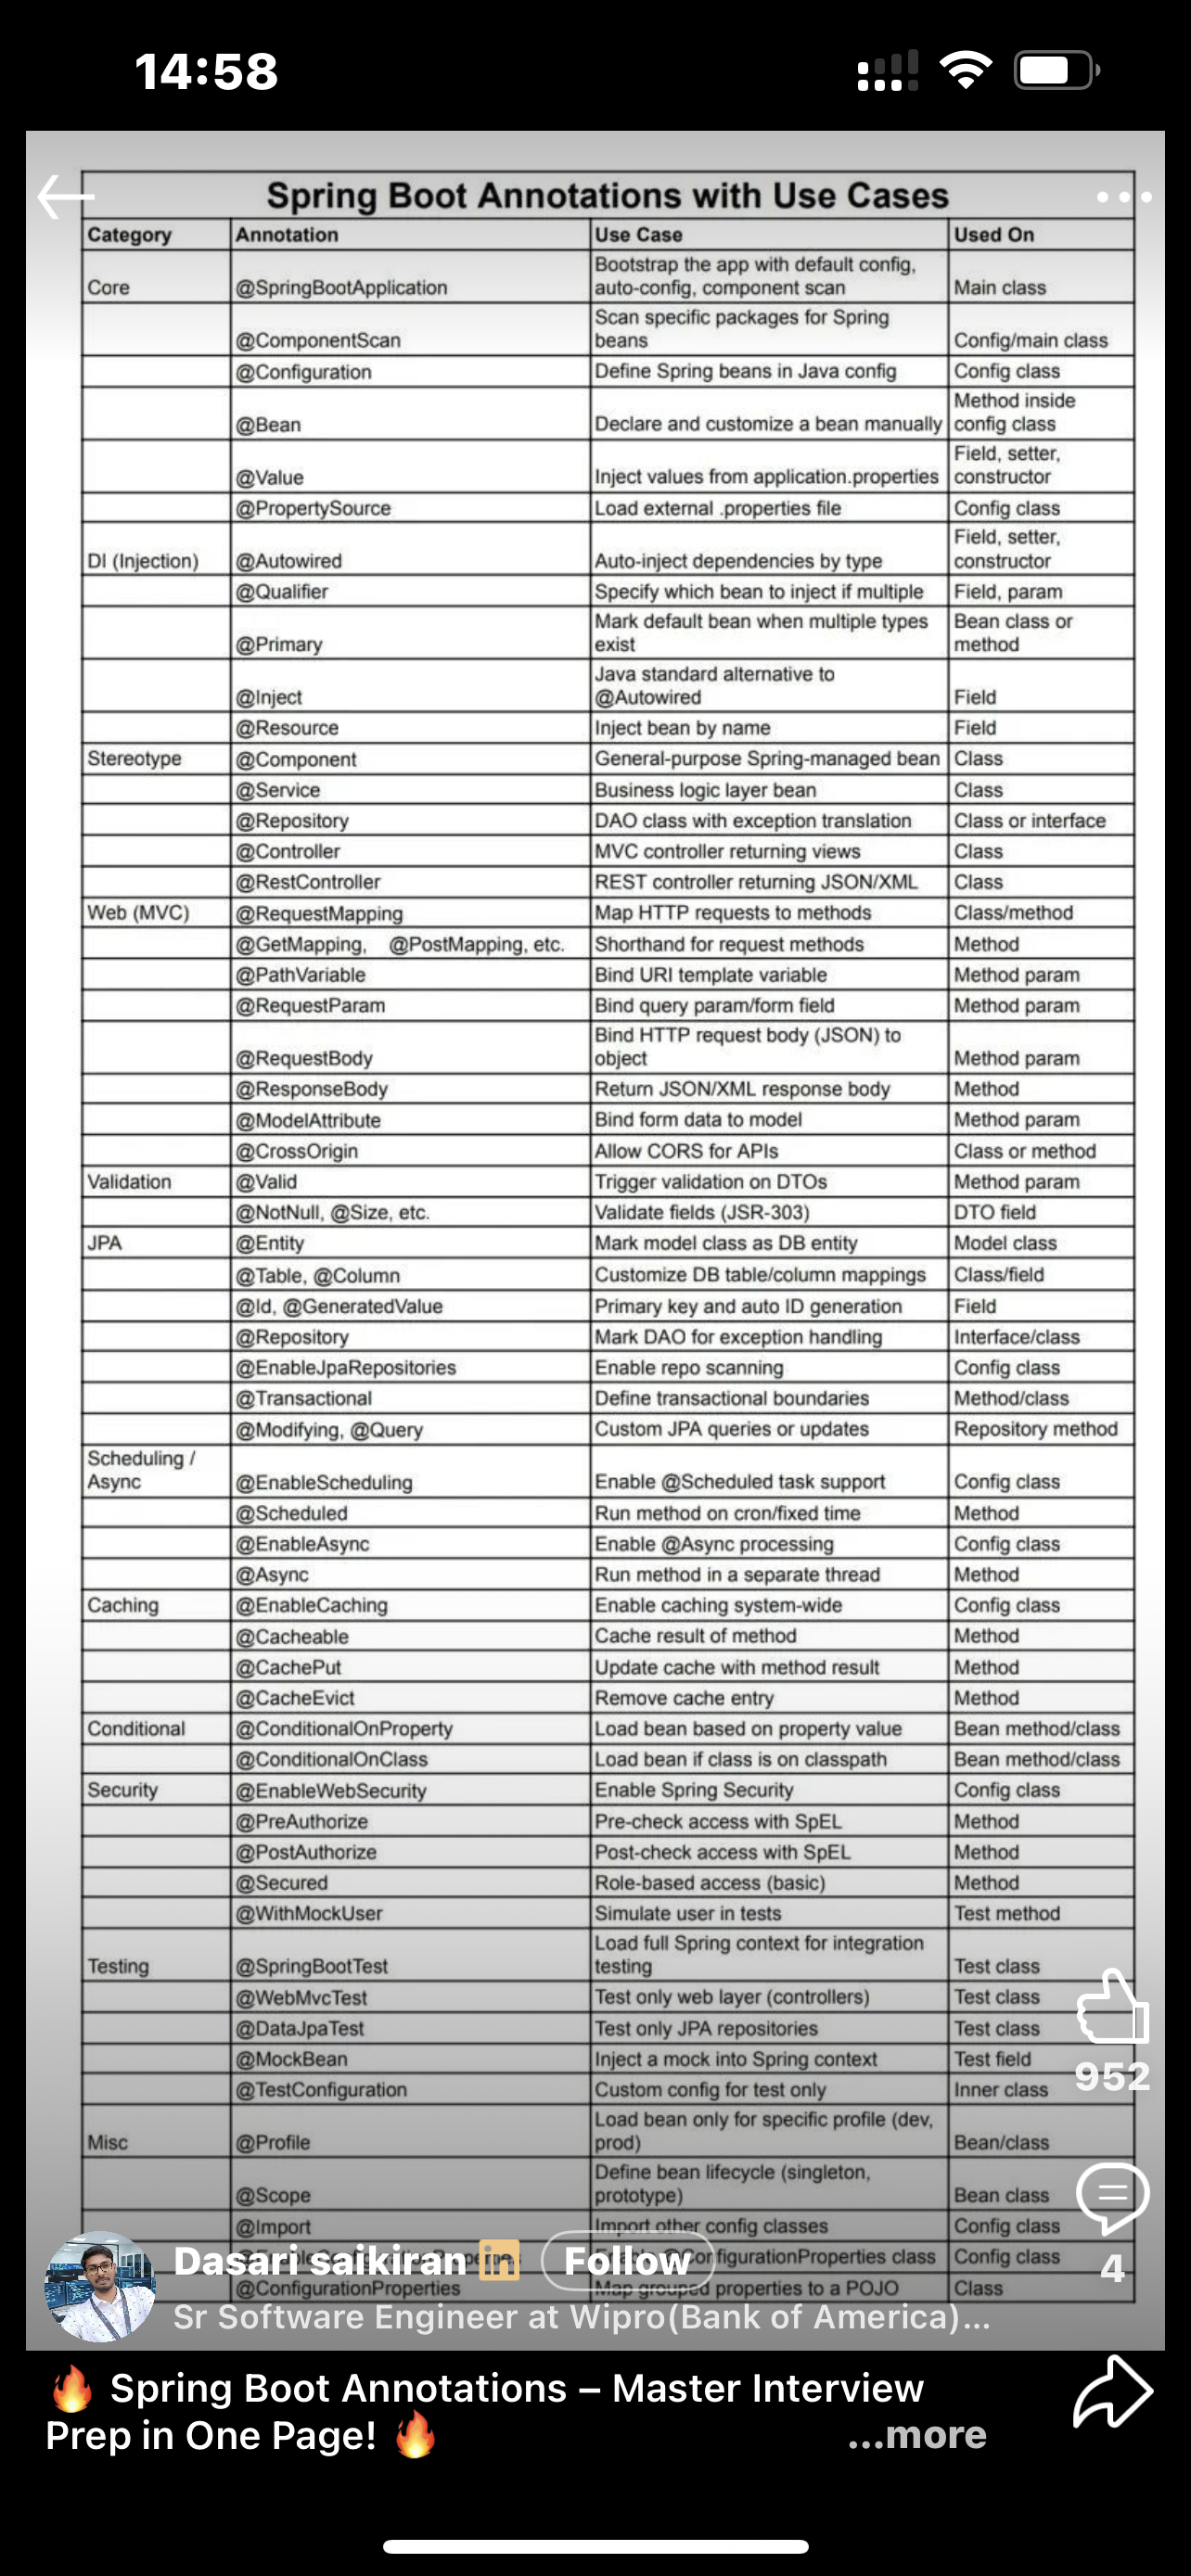 14:58
Spring Boot Annotations with Use Cases
Category Annotation Use Case Used On
Core @SpringBootApplication Bootstrap the app with default config, auto-config, component scan Main class
@ComponentScan Scan specific packages for Spring beans Config/main class
@Configuration Define Spring beans in Java config Config class
@Bean Declare and customize a bean manually Method inside config class
@Value Inject values from application.properties Field, setter, constructor
@PropertySource Load external .properties file Config class
DI (Injection) @Autowired Auto-inject dependencies by type Field, setter, constructor
@Qualifier Specify which bean to inject if multiple Field, param
@Primary Mark default bean when multiple types exist Bean class or method
@Inject Java standard alternative to @Autowired Field
@Resource Inject bean by name Field
Stereotype @Component General-purpose Spring-managed bean Class
@Service Business logic layer bean Class
@Repository DAO class with exception translation Class or interface
@Controller MVC controller returning views Class
@RestController REST controller returning JSON/XML Class
Web (MVC) @RequestMapping Map HTTP requests to methods Class/method
@GetMapping, @PostMapping, etc. Shorthand for request methods Method
@PathVariable Bind URI template variable Method param
@RequestParam Bind query param/form field Method param
@RequestBody Bind HTTP request body (JSON) to object Method param
@ResponseBody Return JSON/XML response body Method
@ModelAttribute Bind form data to model Method param
@CrossOrigin Allow CORS for APIs Class or method
Validation @Valid Trigger validation on DTOs Method param
@NotNull, @Size, etc. Validate fields (JSR-303) DTO field
JPA @Entity Mark model class as DB entity Model class
@Table, @Column Customize DB table/column mappings Class/field
@Id, @GeneratedValue Primary key and auto ID generation Field
@Repository Mark DAO for exception handling Interface/class
@EnableJpaRepositories Enable repo scanning Config class
@Transactional Define transactional boundaries Method/class
@Modifying, @Query Custom JPA queries or updates Repository method
Scheduling / Async @EnableScheduling Enable @Scheduled task support Config class
@Scheduled Run method on cron/fixed time Method
@EnableAsync Enable @Async processing Config class
@Async Run method in a separate thread Method
Caching @EnableCaching Enable caching system-wide Config class
@Cacheable Cache result of method Method
@CachePut Update cache with method result Method
@CacheEvict Remove cache entry Method
Conditional @ConditionalOnProperty Load bean based on property value Bean method/class
@ConditionalOnClass Load bean if class is on classpath Bean method/class
Security @EnableWebSecurity Enable Spring Security Config class
@PreAuthorize Pre-check access with SpEL Method
@PostAuthorize Post-check access with SpEL Method
@Secured Role-based access (basic) Method
@WithMockUser Simulate user in tests Test method
Testing @SpringBootTest Load full Spring context for integration testing Test class
@WebMvcTest Test only web layer (controllers) Test class
@DataJpaTest Test only JPA repositories Test class
@MockBean Inject a mock into Spring context Test field
952
@TestConfiguration Custom config for test only Inner class
Misc @Profile Load bean only for specific profile (dev, prod) Bean/class
@Scope Define bean lifecycle (singleton, prototype) Bean class
@Import Import other config classes Config class
class Config class
4
Dasari saikiran in Follow
@ConfigurationProperties Map grouped properties to a POJO Class
Sr Software Engineer at Wipro(Bank of America)...
🔥 Spring Boot Annotations – Master Interview
Prep in One Page! 🔥 ...more